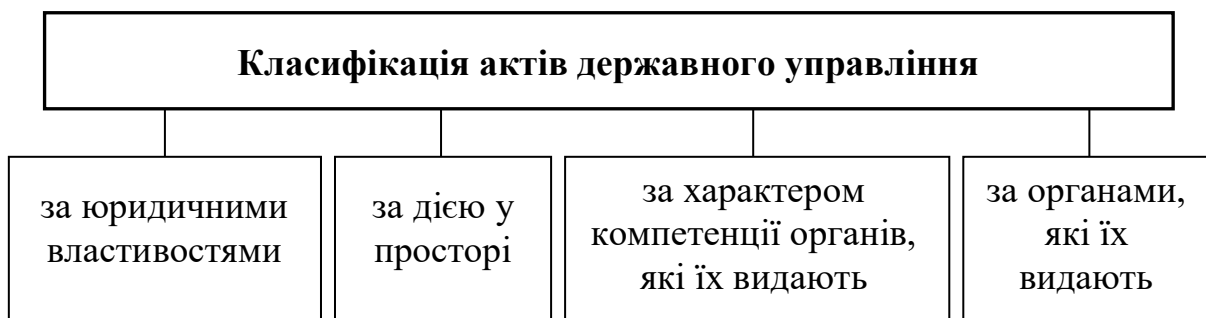 Класифікація актів державного управління
за юридичними
властивостями
за дією у
просторі
за характером
компетенції органів,
які їх видають
за органами,
які їх
видають